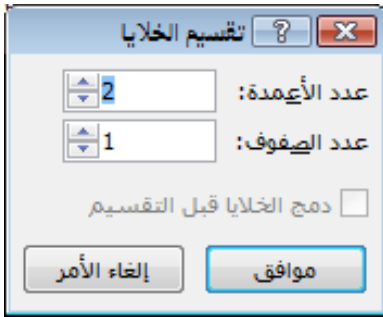 تقسيم الخلايا
عدد الأعمدة: 2
عدد الصفوف: 1
دمج الخلايا قبل التقسيم
موافق إلغاء الأمر